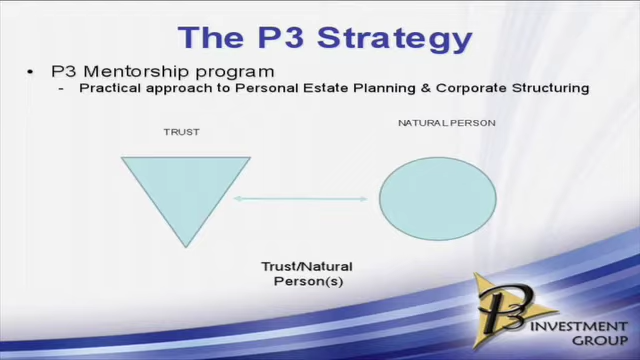 The P3 Strategy
• P3 Mentorship program
- Practical approach to Personal Estate Planning & Corporate Structuring
TRUST
NATURAL PERSON
Trust/Natural
Person(s)
P3 INVESTMENT
GROUP